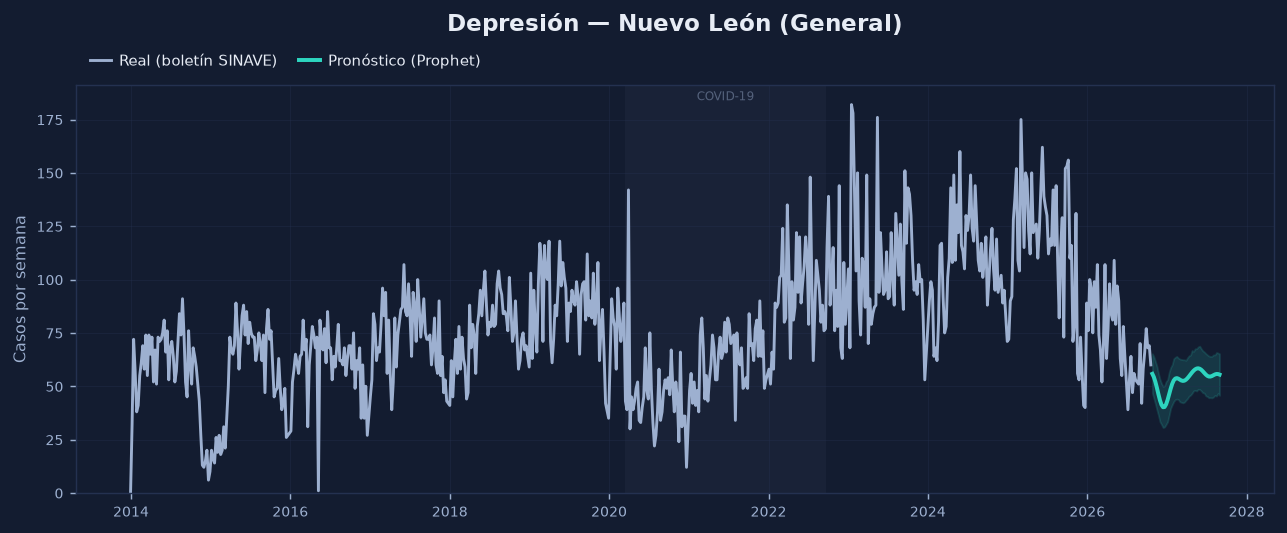 Depresión — Nuevo León (General)
Real (boletín SINAVE) Pronóstico (Prophet)
COVID-19
Casos por semana
175
150
125
100
75
50
25
0
2014 2016 2018 2020 2022 2024 2026 2028